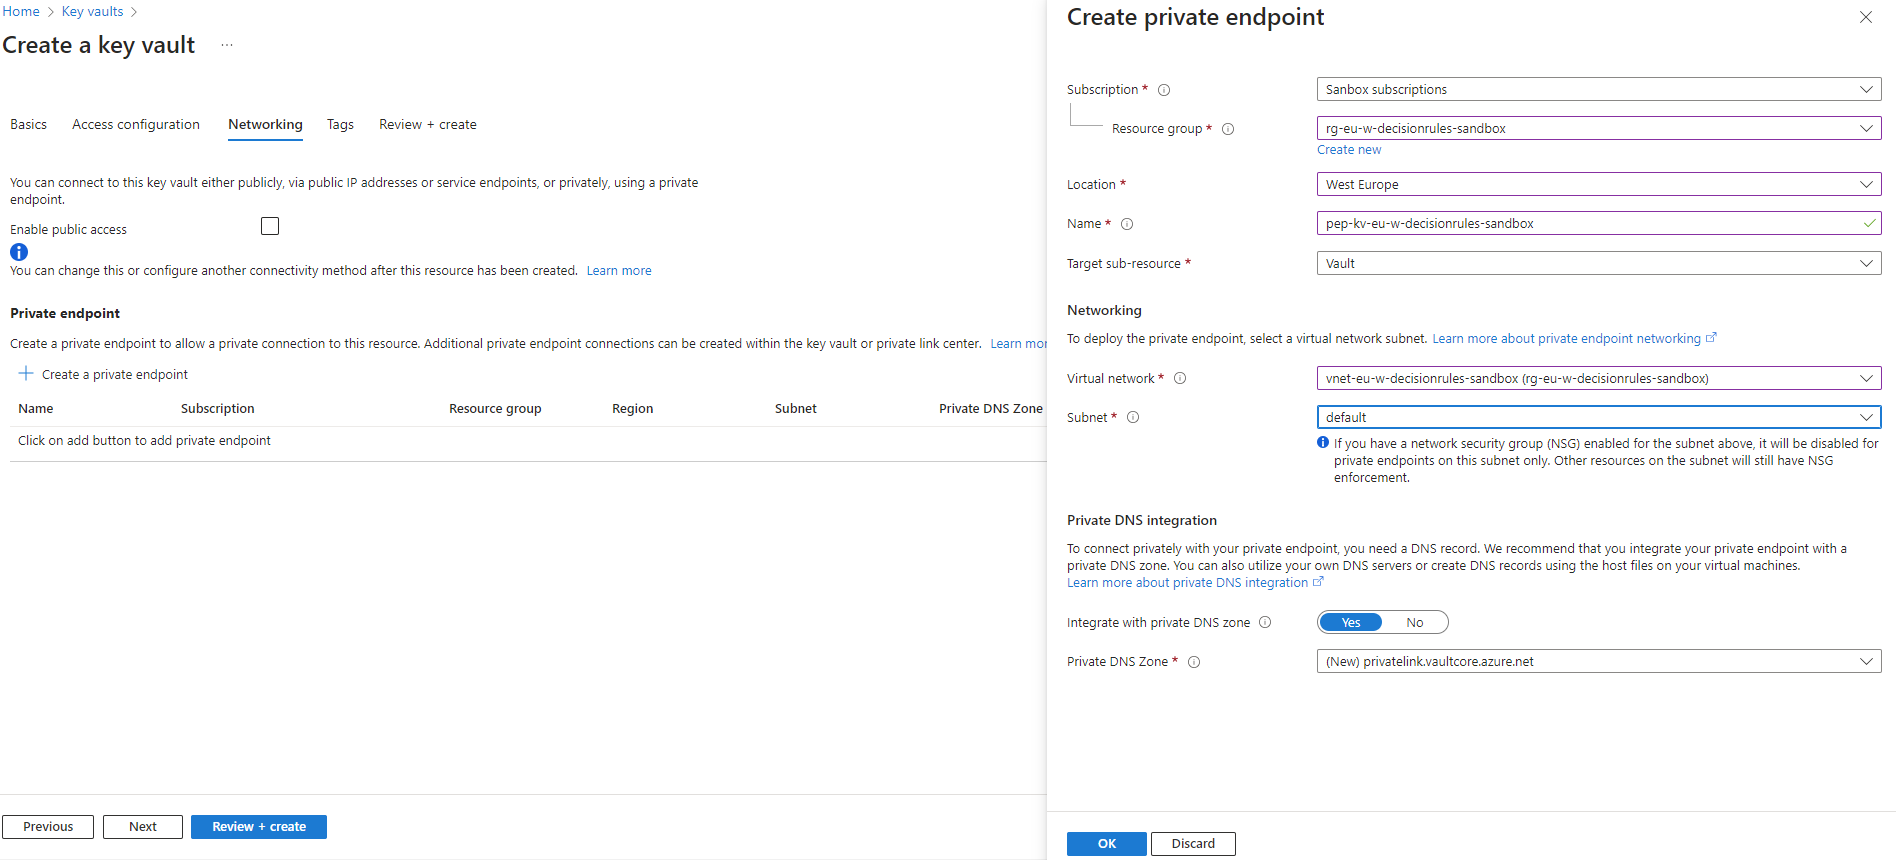 Home > Key vaults >
Create a key vault ...
Basics Access configuration Networking Tags Review + create
You can connect to this key vault either publicly, via public IP addresses or service endpoints, or privately, using a private
endpoint.
Enable public access
You can change this or configure another connectivity method after this resource has been created. Learn more
Private endpoint
Create a private endpoint to allow a private connection to this resource. Additional private endpoint connections can be created within the key vault or private link center. Learn mor
+ Create a private endpoint
Name Subscription Resource group Region Subnet Private DNS Zone
Click on add button to add private endpoint
Previous Next Review + create
Create private endpoint
Subscription *
Sanbox subscriptions
Resource group *
rg-eu-w-decisionrules-sandbox
Create new
Location *
West Europe
Name *
pep-kv-eu-w-decisionrules-sandbox
Target sub-resource *
Vault
Networking
To deploy the private endpoint, select a virtual network subnet. Learn more about private endpoint networking
Virtual network *
vnet-eu-w-decisionrules-sandbox (rg-eu-w-decisionrules-sandbox)
Subnet *
default
If you have a network security group (NSG) enabled for the subnet above, it will be disabled for
private endpoints on this subnet only. Other resources on the subnet will still have NSG
enforcement.
Private DNS integration
To connect privately with your private endpoint, you need a DNS record. We recommend that you integrate your private endpoint with a
private DNS zone. You can also utilize your own DNS servers or create DNS records using the host files on your virtual machines.
Learn more about private DNS integration
Integrate with private DNS zone
Yes No
Private DNS Zone *
(New) privatelink.vaultcore.azure.net
OK Discard